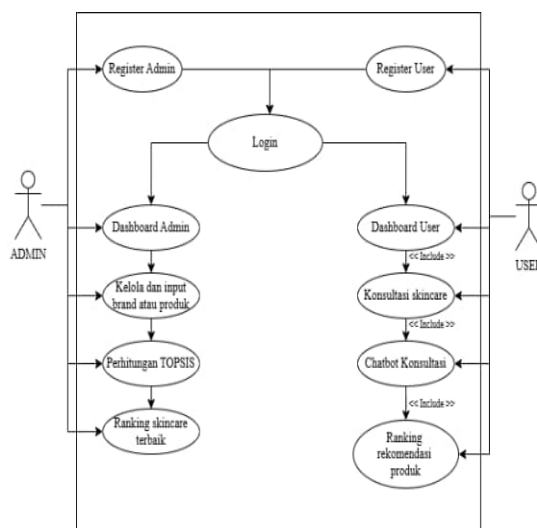 Register Admin
Register User
Login
ADMIN
USER
Dashboard Admin
Dashboard User
<< Include >>
Kelola dan input
brand atau produk
Konsultasi skincare
<< Include >>
Perhitungan TOPSIS
Chatbot Konsultasi
<< Include >>
Ranking skincare
terbaik
Ranking
rekomendasi
produk